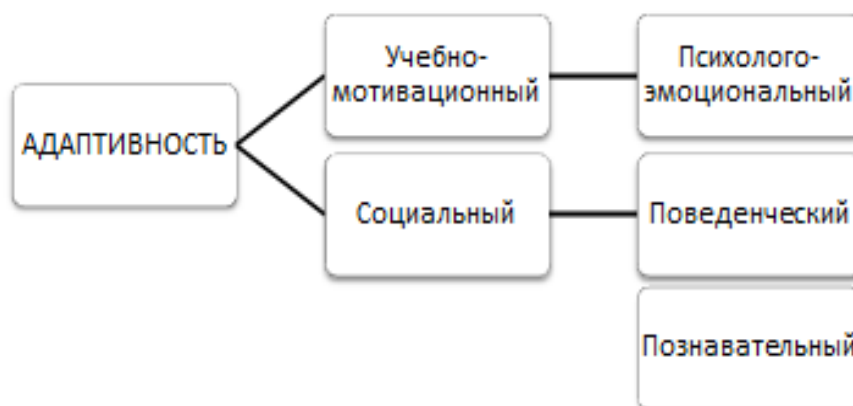 АДАПТИВНОСТЬ
Учебно-
мотивационный
Психолого-
эмоциональный
Социальный
Поведенческий
Познавательный